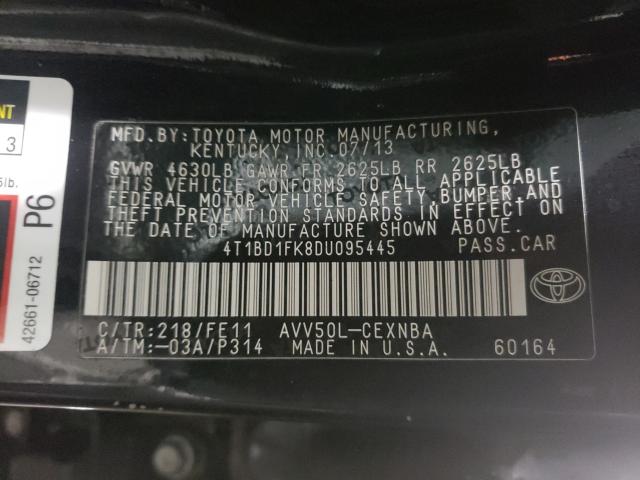 MFD.BY:TOYOTA MOTOR MANUFACTURING,
KENTUCKY,INC.07/13
GVWR 4630LB GAWR FR 2625LB RR 2625LB
THIS VEHICLE CONFORMS TO ALL APPLICABLE
FEDERAL MOTOR VEHICLE SAFETY,BUMPER,AND
THEFT PREVENTION STANDARDS IN EFFECT ON
THE DATE OF MANUFACTURE SHOWN ABOVE.
4T1BD1FK8DU095445 PASS.CAR
C/TR:218/FE11 AVV50L-CEXNBA
A/TM:-03A/P314 MADE IN U.S.A. 60164
TOYOTA
P6
42661-06712
3
lb.